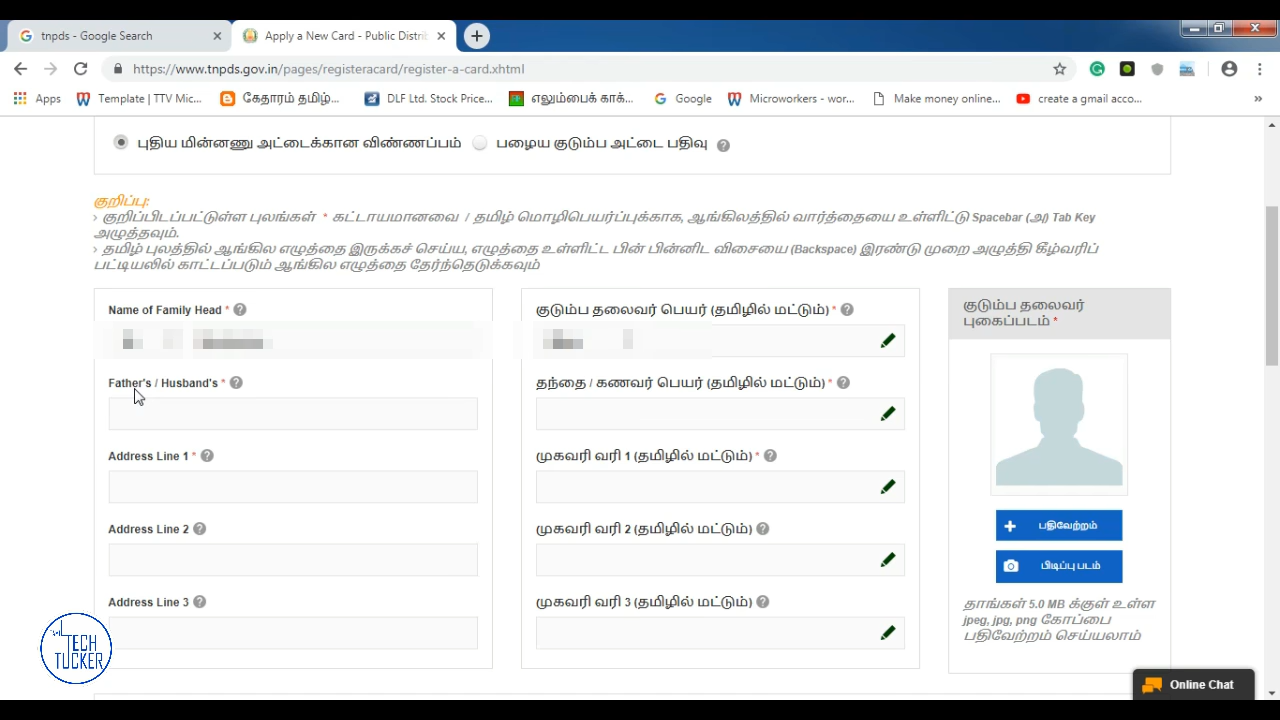 tnpds - Google Search
Apply a New Card - Public Distrib
https://www.tnpds.gov.in/pages/registeracard/register-a-card.xhtml
Apps Template | TTV Mic... கேதாரம் தமிழ்... DLF Ltd. Stock Price... எலும்பைக் காக்... Google Microworkers - wor... Make money online... create a gmail acco... »
புதிய மின்னணு அட்டைக்கான விண்ணப்பம் பழைய குடும்ப அட்டை பதிவு ?
குறிப்பு:
› குறிப்பிடப்பட்டுள்ள புலங்கள் * கட்டாயமானவை / தமிழ் மொழிபெயர்ப்புக்காக, ஆங்கிலத்தில் வார்த்தையை உள்ளிட்டு Spacebar (அ) Tab Key
அழுத்தவும்.
› தமிழ் புலத்தில் ஆங்கில எழுத்தை இருக்கச் செய்ய, எழுத்தை உள்ளிட்ட பின் பின்னிட விசையை (Backspace) இரண்டு முறை அழுத்தி கீழ்வரிப்
பட்டியலில் காட்டப்படும் ஆங்கில எழுத்தை தேர்ந்தெடுக்கவும்
Name of Family Head * ?
குடும்ப தலைவர் பெயர் (தமிழில் மட்டும்) * ?
குடும்ப தலைவர்
புகைப்படம் *
Father's / Husband's * ?
தந்தை / கணவர் பெயர் (தமிழில் மட்டும்) * ?
Address Line 1 * ?
முகவரி வரி 1 (தமிழில் மட்டும்) * ?
Address Line 2 ?
முகவரி வரி 2 (தமிழில் மட்டும்) ?
பதிவேற்றம்
பிடிப்பு படம்
Address Line 3 ?
முகவரி வரி 3 (தமிழில் மட்டும்) ?
தாங்கள் 5.0 MB க்குள் உள்ள
jpeg, jpg, png கோப்பை
பதிவேற்றம் செய்யலாம்
TECH
TUCKER
Online Chat